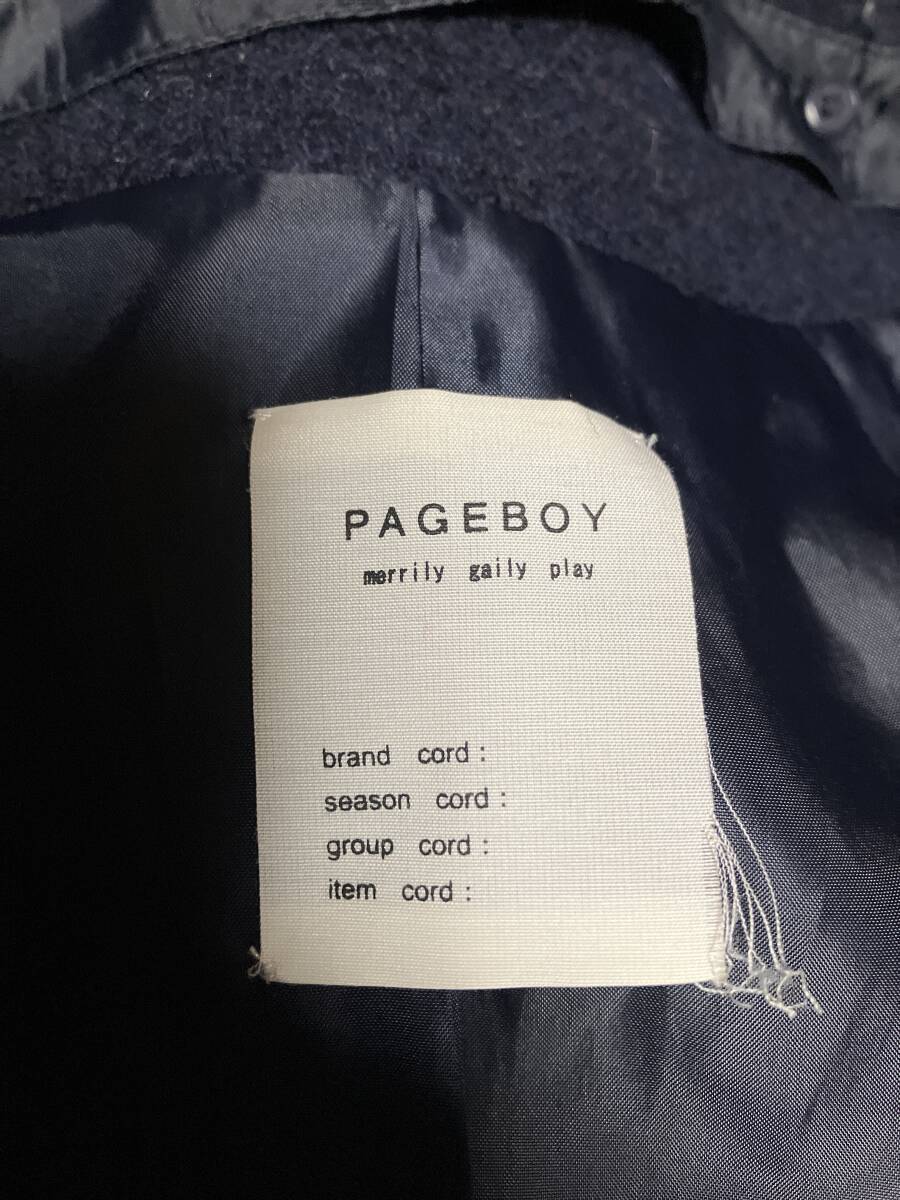 PAGEBOY
merrily gaily play
brand cord :
season cord :
group cord :
item cord :